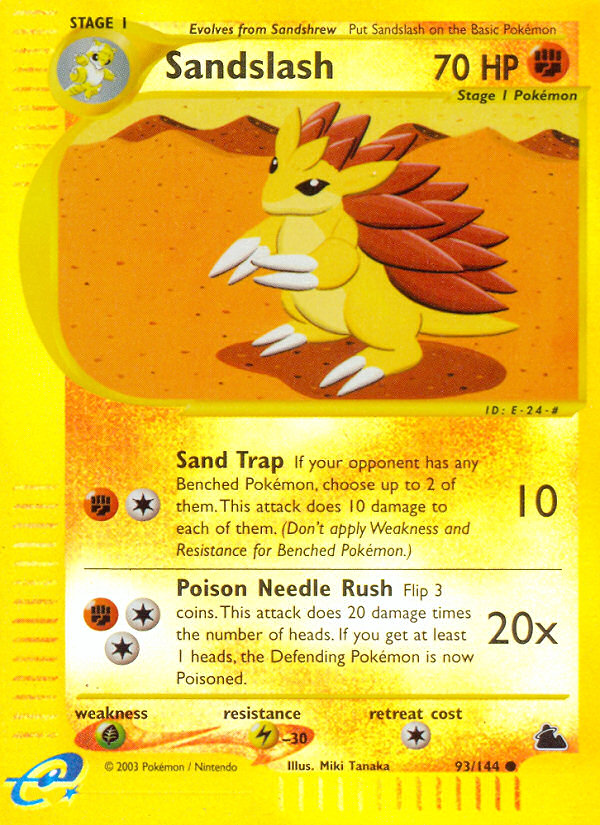 STAGE 1
Evolves from Sandshrew Put Sandslash on the Basic Pokémon
Sandslash 70 HP
Stage 1 Pokémon
ID: E-24-#
Sand Trap If your opponent has any
Benched Pokémon, choose up to 2 of
them. This attack does 10 damage to
each of them. (Don't apply Weakness and
Resistance for Benched Pokémon.)
10
Poison Needle Rush Flip 3
coins. This attack does 20 damage times
the number of heads. If you get at least
1 heads, the Defending Pokémon is now
Poisoned.
20x
weakness resistance retreat cost
-30
© 2003 Pokémon / Nintendo Illus. Miki Tanaka 93/144
e